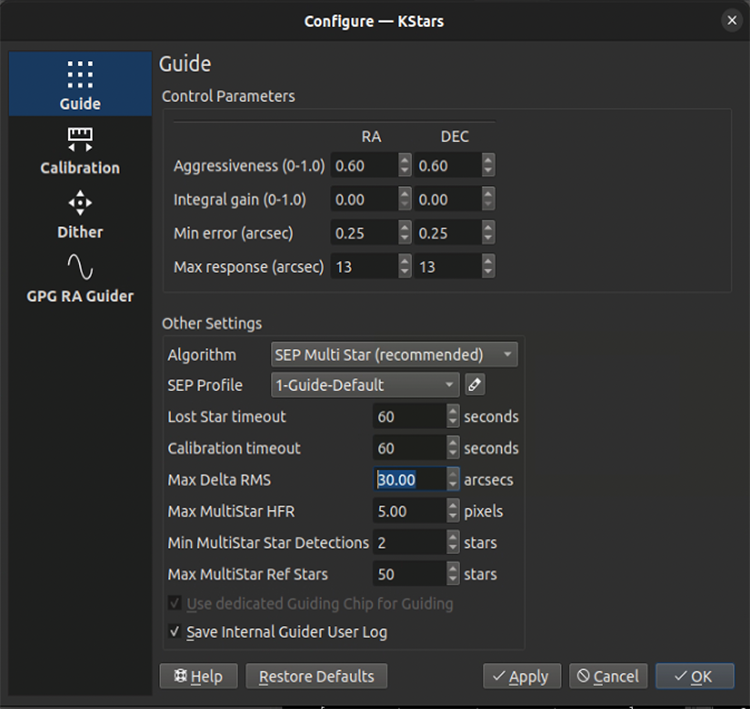 Configure — KStars
Guide
Calibration
Dither
GPG RA Guider
Guide
Control Parameters
RA DEC
Aggressiveness (0-1.0) 0.60 0.60
Integral gain (0-1.0) 0.00 0.00
Min error (arcsec) 0.25 0.25
Max response (arcsec) 13 13
Other Settings
Algorithm SEP Multi Star (recommended)
SEP Profile 1-Guide-Default
Lost Star timeout 60 seconds
Calibration timeout 60 seconds
Max Delta RMS 30.00 arcsecs
Max MultiStar HFR 5.00 pixels
Min MultiStar Star Detections 2 stars
Max MultiStar Ref Stars 50 stars
Use dedicated Guiding Chip for Guiding
Save Internal Guider User Log
Help Restore Defaults Apply Cancel OK